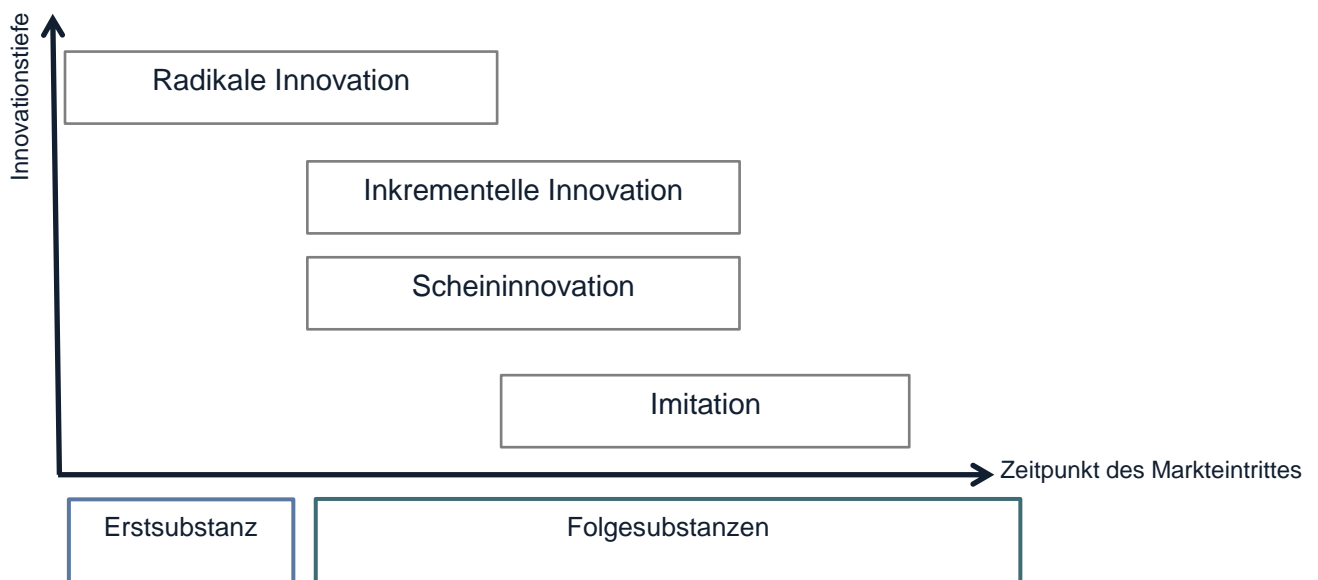 Innovationstiefe
Radikale Innovation
Inkrementelle Innovation
Scheininnovation
Imitation
Zeitpunkt des Markteintrittes
Erstsubstanz
Folgesubstanzen